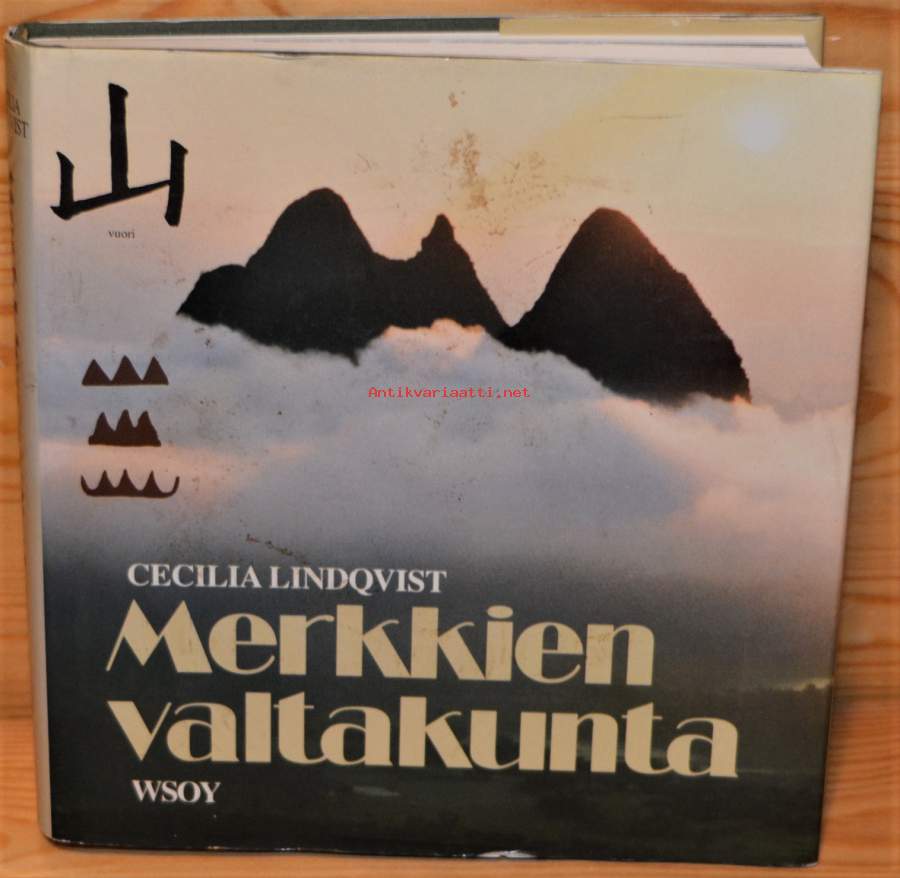 山
vuori
Antikvariaatti.net
CECILIA LINDQVIST
Merkkien
valtakunta
WSOY